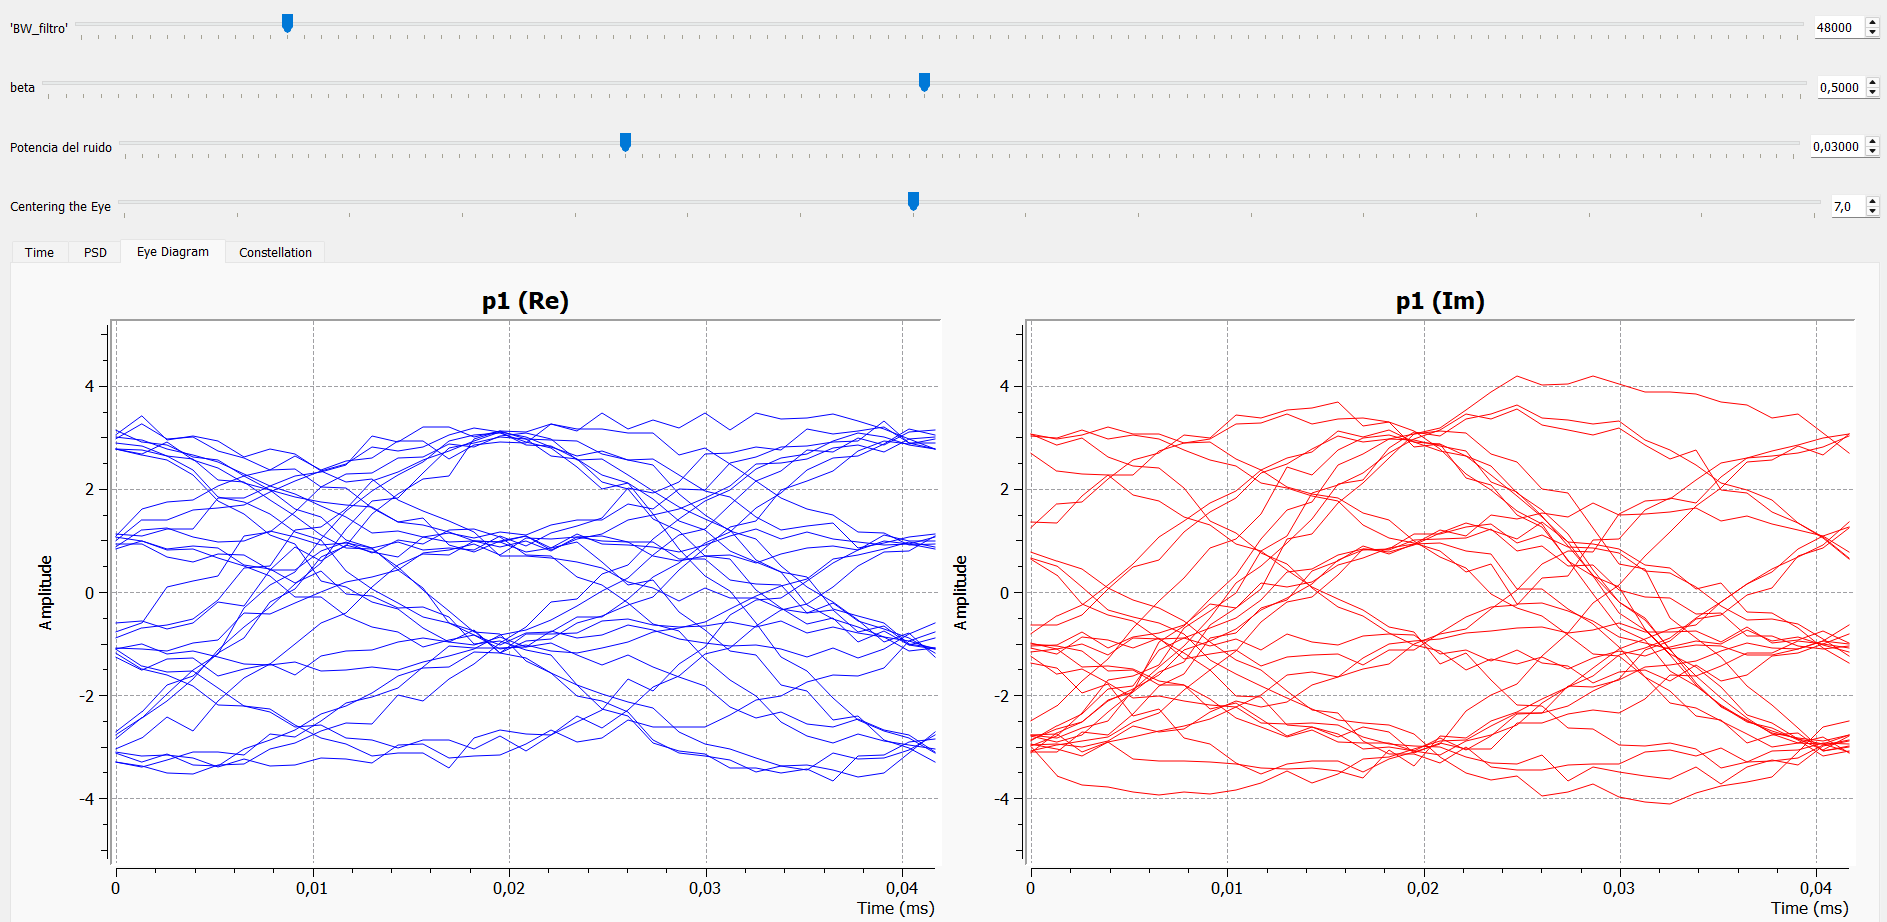 'BW_filtro' 48000
beta 0,5000
Potencia del ruido 0,03000
Centering the Eye 7,0
Time PSD Eye Diagram Constellation
p1 (Re)
4
2
0
-2
-4
Amplitude
0 0,01 0,02 0,03 0,04
Time (ms)
p1 (Im)
4
2
0
-2
-4
Amplitude
0 0,01 0,02 0,03 0,04
Time (ms)